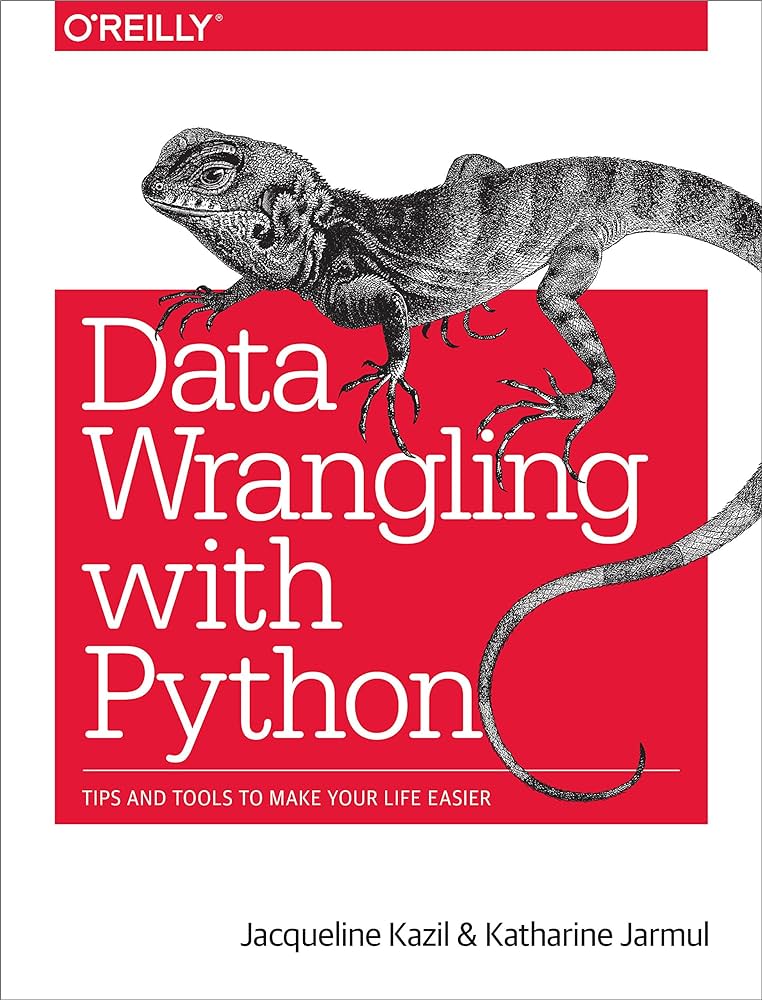 O'REILLY®
Data
Wrangling
with
Python
TIPS AND TOOLS TO MAKE YOUR LIFE EASIER
Jacqueline Kazil & Katharine Jarmul